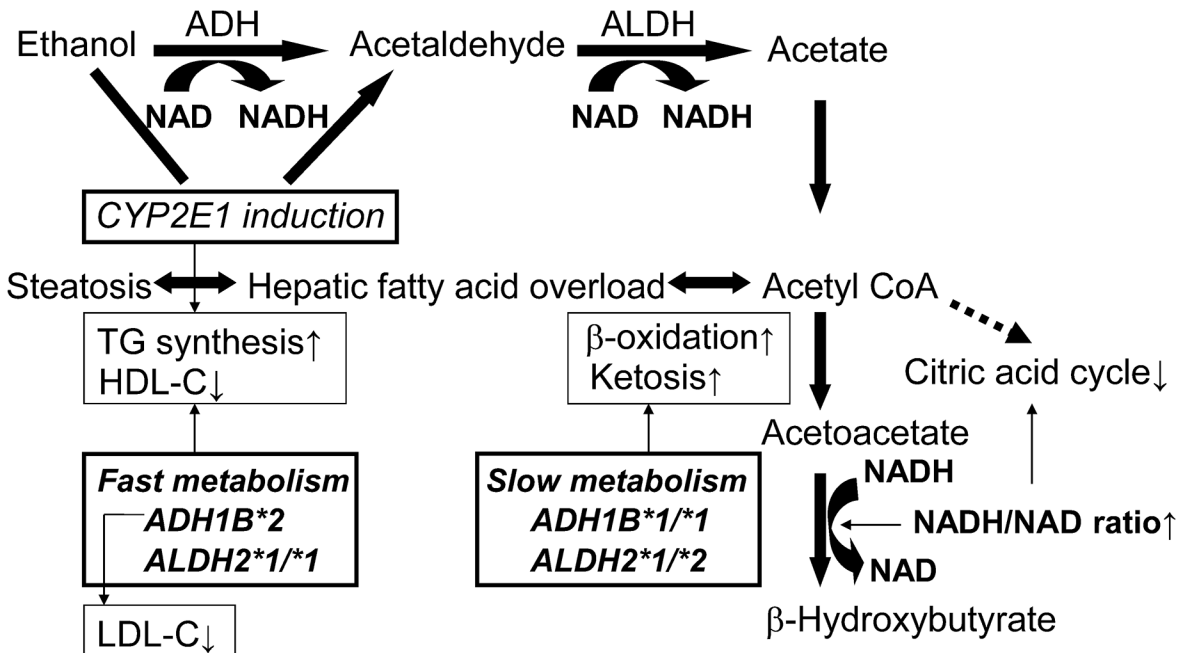 ADH
ALDH
Ethanol
Acetaldehyde
Acetate
NAD NADH
NAD NADH
CYP2E1 induction
Steatosis
Hepatic fatty acid overload
Acetyl CoA
TG synthesis↑
HDL-C↓
β-oxidation↑
Ketosis↑
Citric acid cycle↓
Acetoacetate
Fast metabolism
ADH1B*2
ALDH2*1/*1
Slow metabolism
ADH1B*1/*1
ALDH2*1/*2
NADH
NADH/NAD ratio↑
NAD
β-Hydroxybutyrate
LDL-C↓